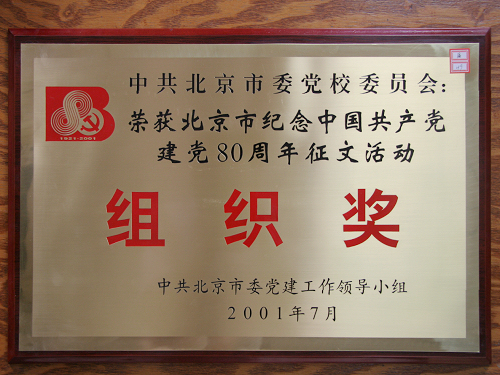 中共北京市委党校委员会：
荣获北京市纪念中国共产党
建党80周年征文活动
组织奖
中共北京市委党建工作领导小组
2001年7月
1921-2001